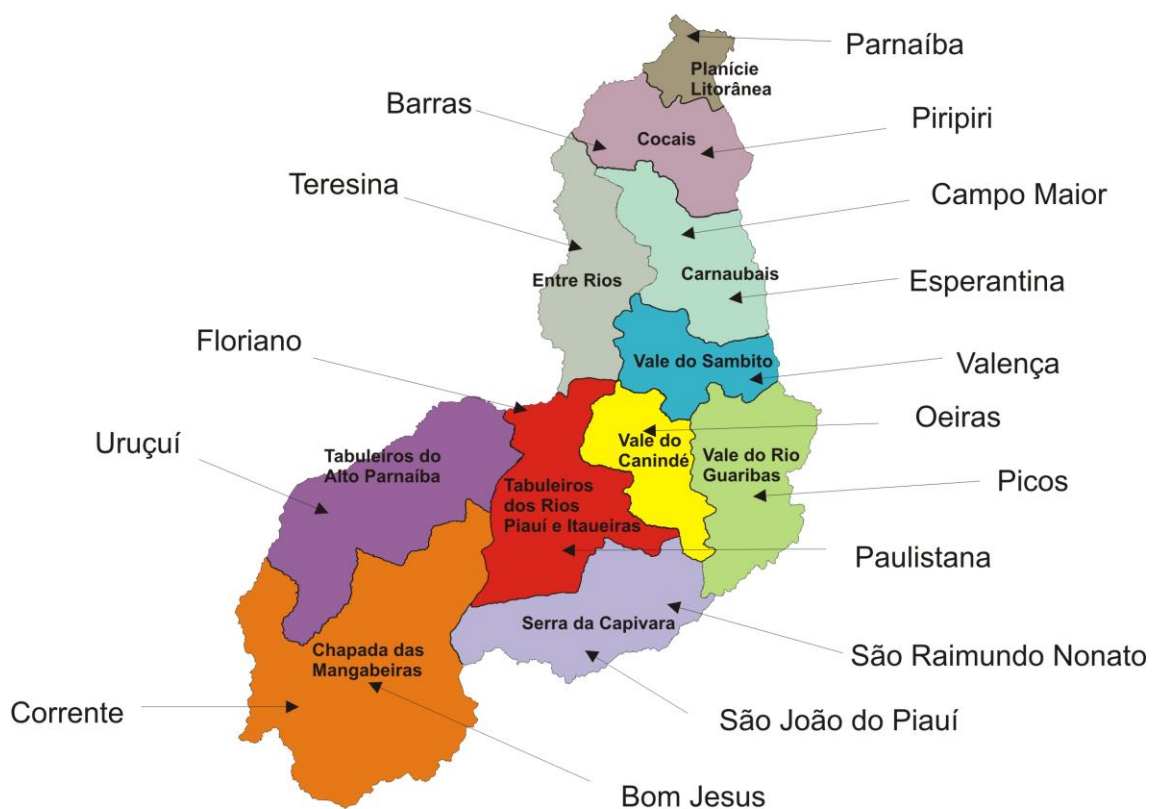 Parnaíba
Planície
Litorânea
Barras
Piripiri
Cocais
Teresina
Campo Maior
Entre Rios
Carnaubais
Esperantina
Floriano
Vale do Sambito
Valença
Oeiras
Uruçuí
Tabuleiros do
Alto Parnaíba
Vale do
Canindé
Vale do Rio
Guaribas
Picos
Tabuleiros
dos Rios
Piauí e Itaueiras
Paulistana
Serra da Capivara
São Raimundo Nonato
Chapada das
Mangabeiras
Corrente
São João do Piauí
Bom Jesus